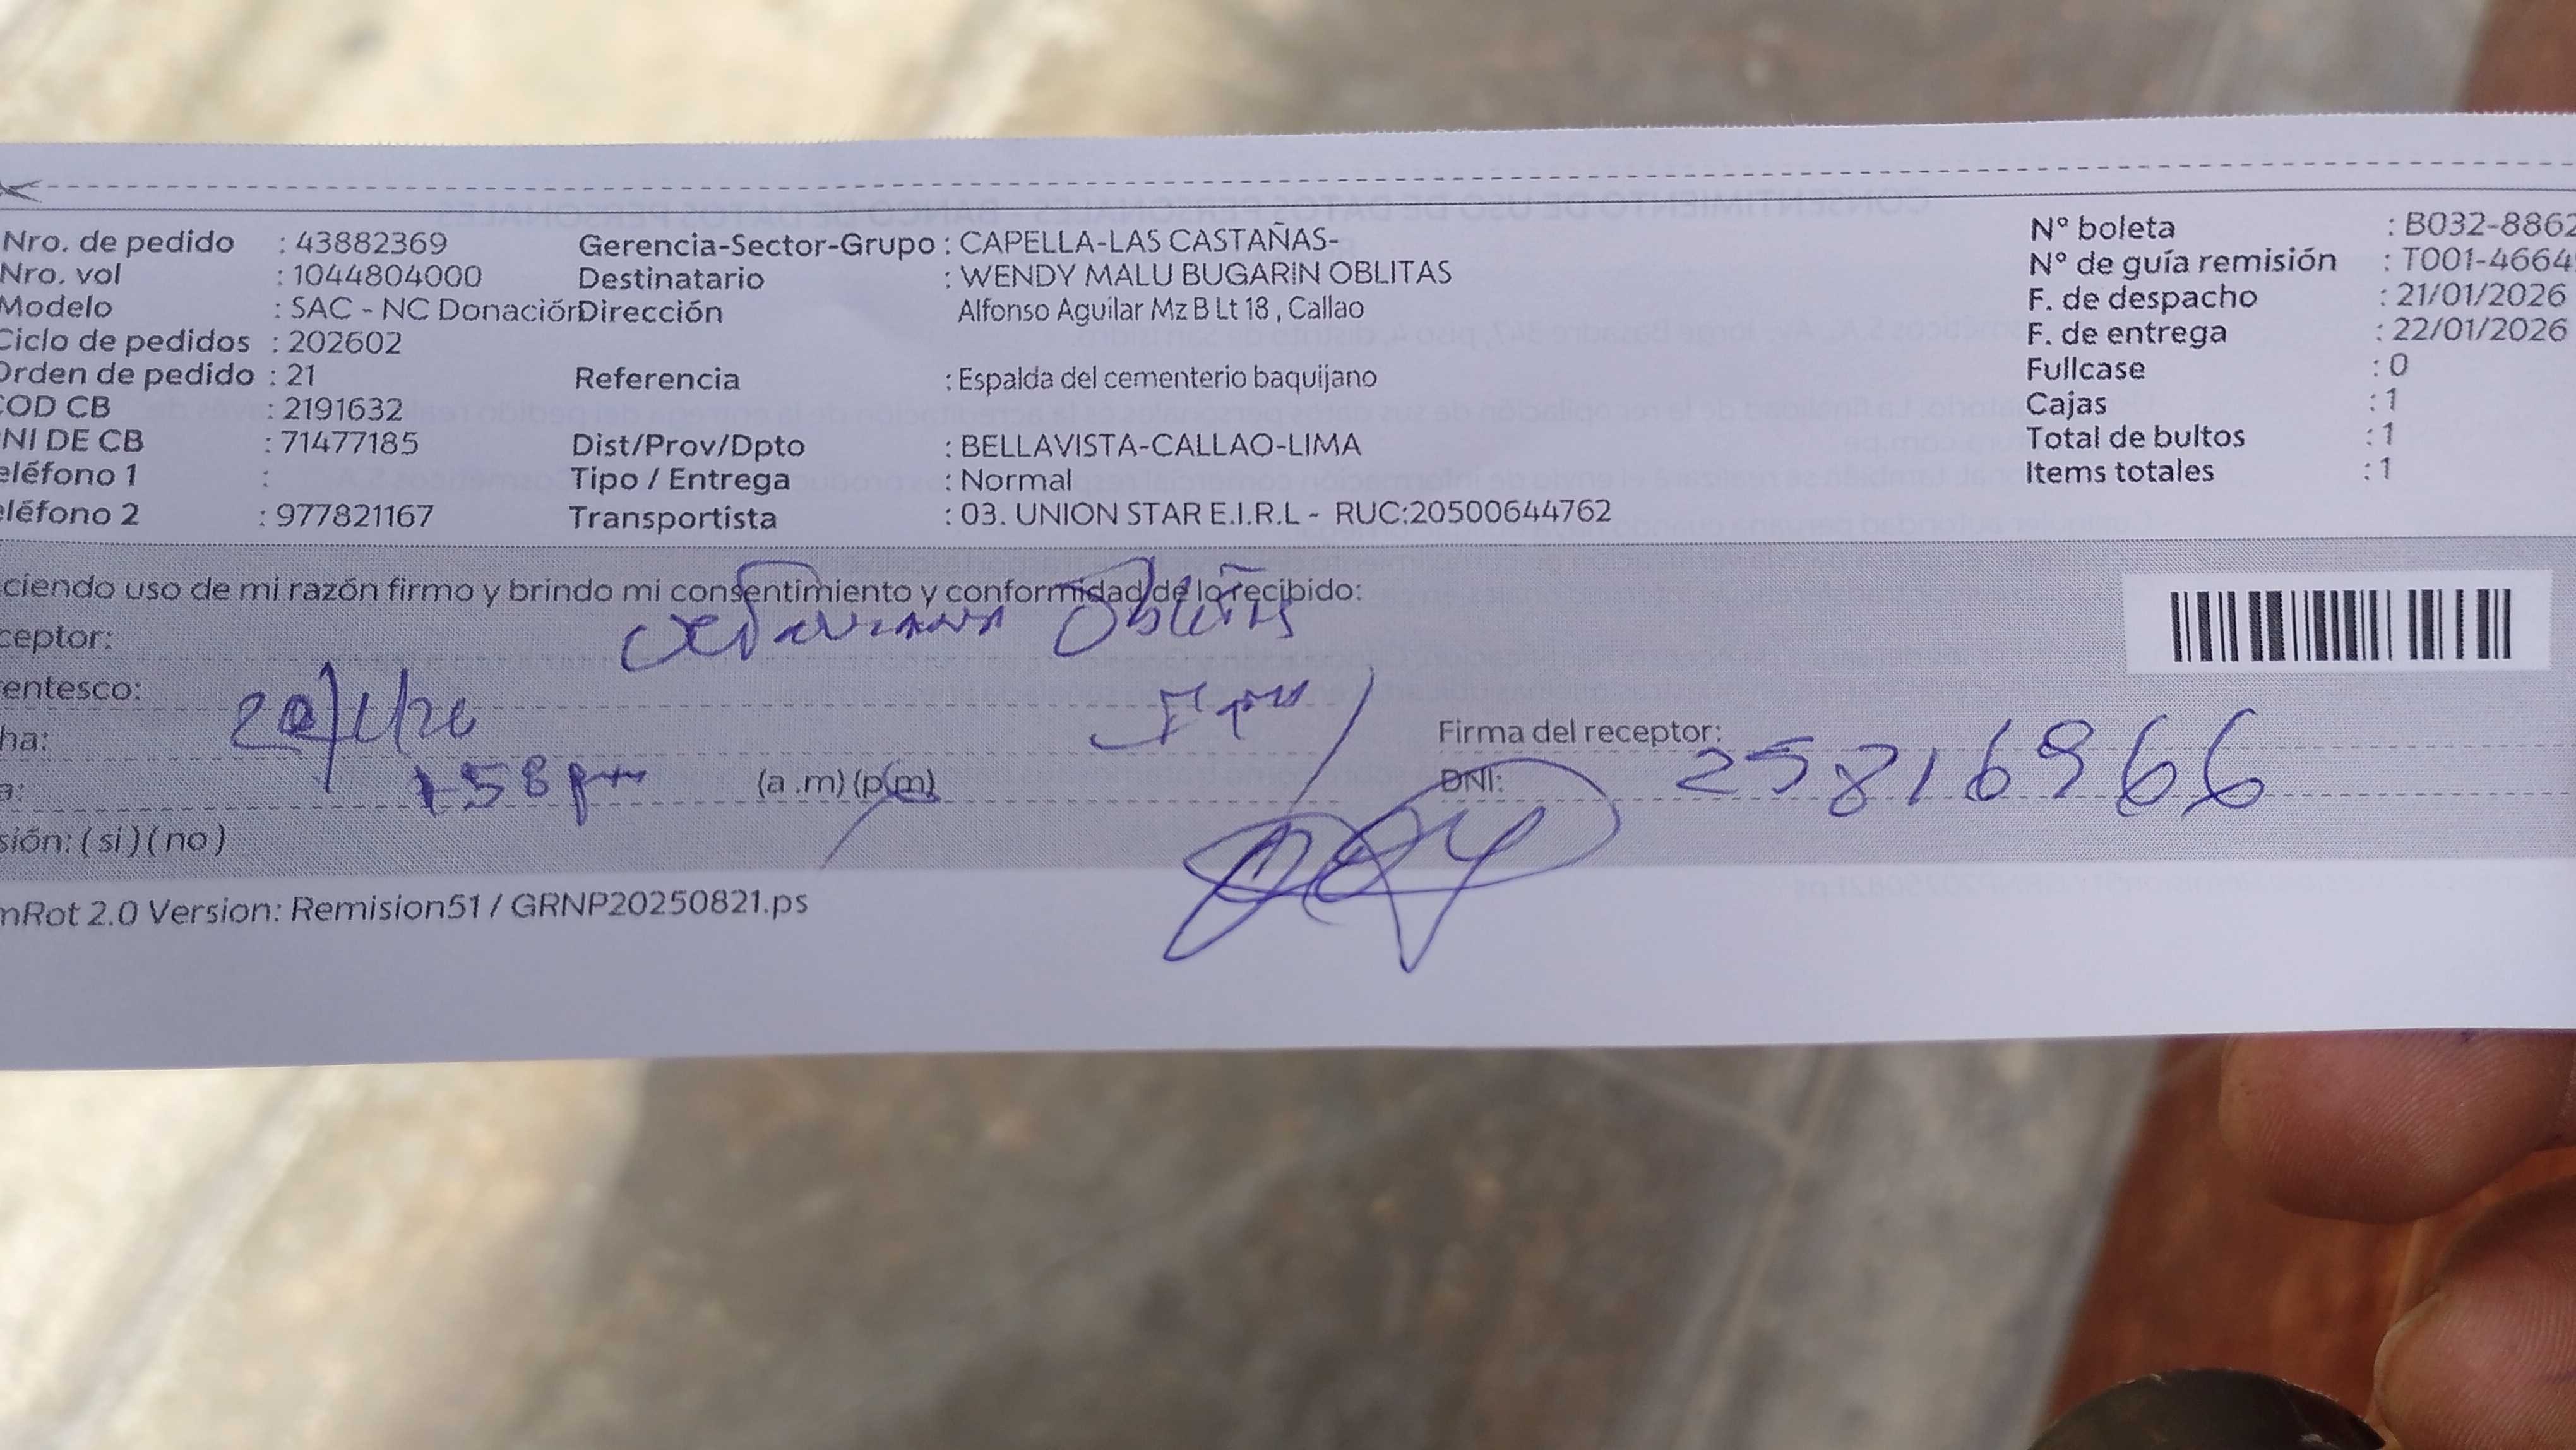 Nro. de pedido : 43882369 Gerencia-Sector-Grupo : CAPELLA-LAS CASTAÑAS- Nº boleta : B032-8862
Nro. vol : 1044804000 Destinatario : WENDY MALU BUGARIN OBLITAS Nº de guía remisión : T001-4664
Modelo : SAC - NC Donación Dirección Alfonso Aguilar Mz B Lt 18 , Callao F. de despacho : 21/01/2026
Ciclo de pedidos : 202602 F. de entrega : 22/01/2026
Orden de pedido : 21 Referencia : Espalda del cementerio baquijano Fullcase : 0
COD CB : 2191632 Cajas : 1
NI DE CB : 71477185 Dist/Prov/Dpto : BELLAVISTA-CALLAO-LIMA Total de bultos : 1
eléfono 1 : Tipo / Entrega : Normal Items totales : 1
eléfono 2 : 977821167 Transportista : 03. UNION STAR E.I.R.L - RUC:20500644762
ciendo uso de mi razón firmo y brindo mi consentimiento y conformidad de lo recibido:
ceptor: Oblitas
entesco:
ha: Firma del receptor:
a: 58 pm (a .m) (p.m) DNI: 25816966
sión: ( si ) ( no )
mRot 2.0 Version: Remision51 / GRNP20250821.ps